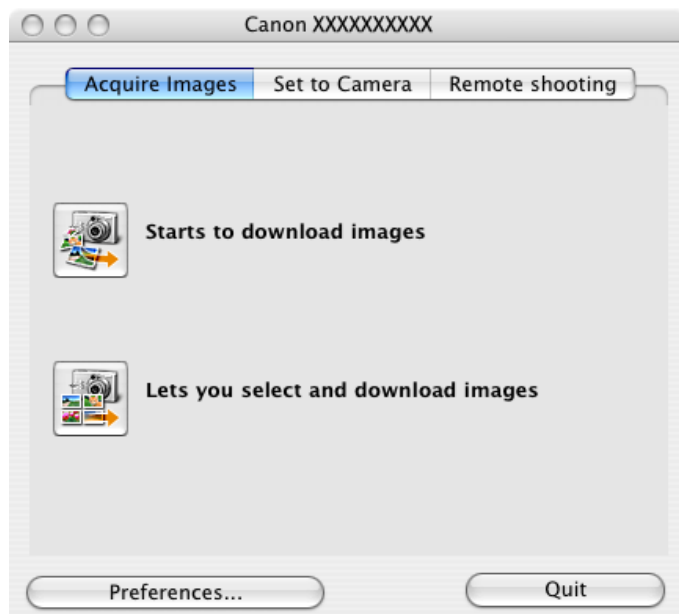 Canon XXXXXXXXXX
Acquire Images Set to Camera Remote shooting
Starts to download images
Lets you select and download images
Preferences... Quit